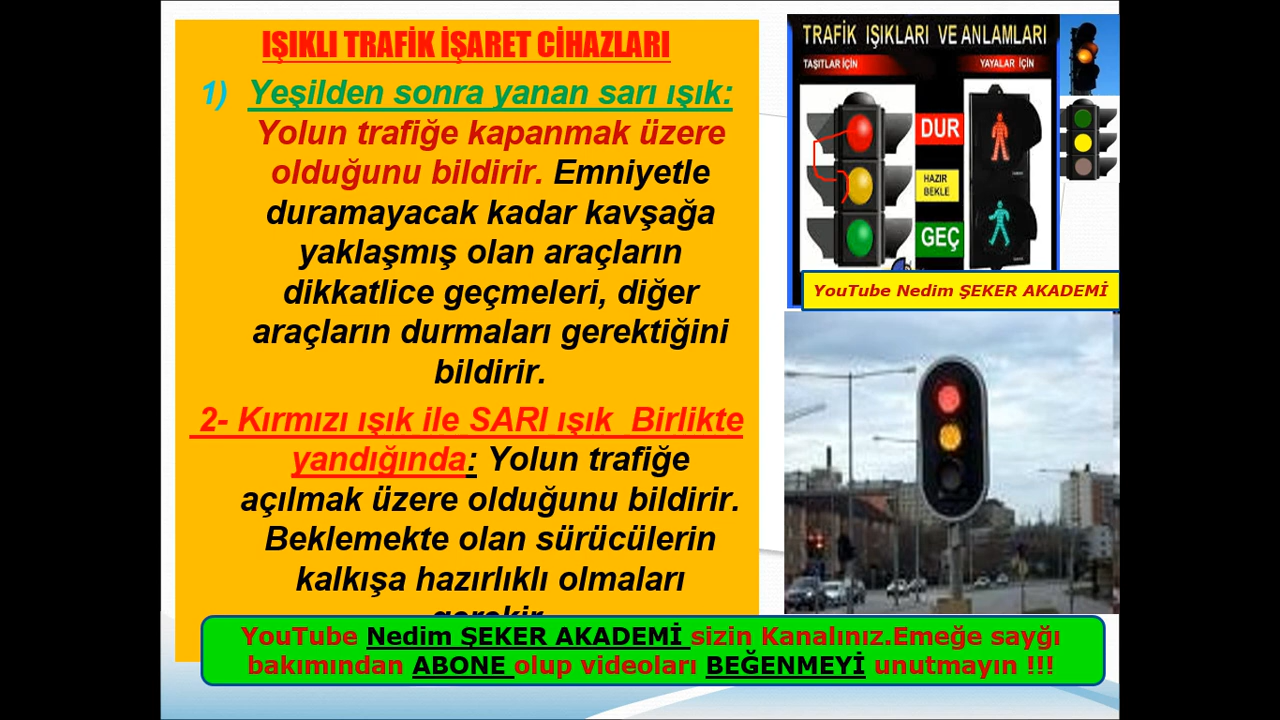 IŞIKLI TRAFİK İŞARET CİHAZLARI
1) Yeşilden sonra yanan sarı ışık:
Yolun trafiğe kapanmak üzere
olduğunu bildirir. Emniyetle
duramayacak kadar kavşağa
yaklaşmış olan araçların
dikkatlice geçmeleri, diğer
araçların durmaları gerektiğini
bildirir.
2- Kırmızı ışık ile SARI ışık Birlikte
yandığında: Yolun trafiğe
açılmak üzere olduğunu bildirir.
Beklemekte olan sürücülerin
kalkışa hazırlıklı olmaları
gerekir
TRAFİK IŞIKLARI VE ANLAMLARI
TAŞITLAR İÇİN
YAYALAR İÇİN
DUR
HAZIR
BEKLE
GEÇ
YouTube Nedim ŞEKER AKADEMİ
YouTube Nedim ŞEKER AKADEMİ sizin Kanalınız.Emeğe sayğı
bakımından ABONE olup videoları BEĞENMEYİ unutmayın !!!